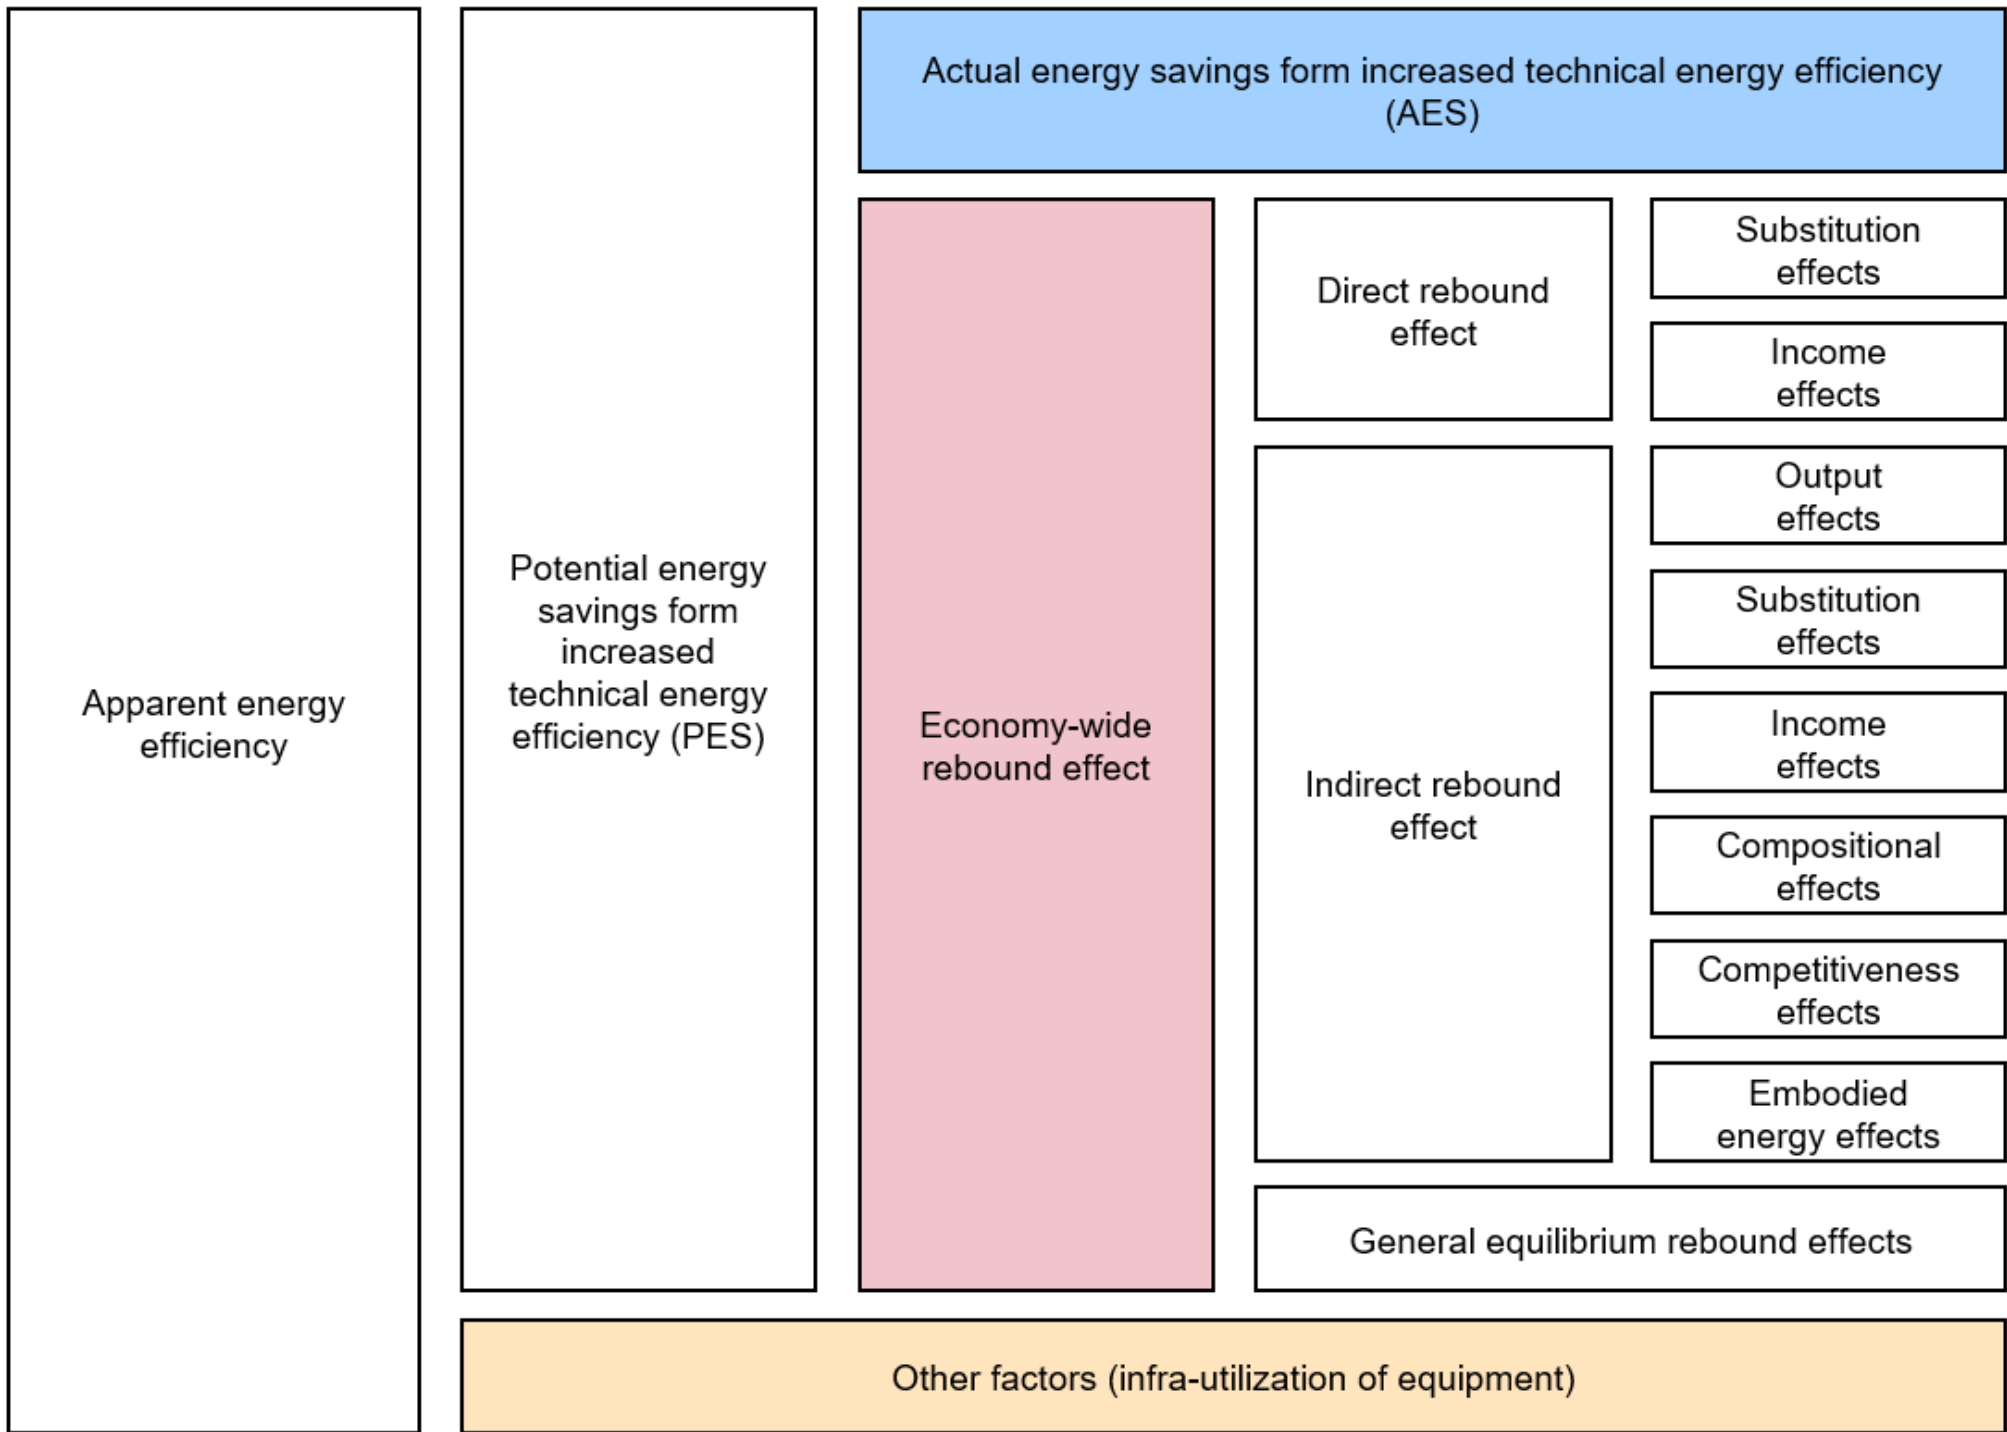 Apparent energy
efficiency
Potential energy
savings form
increased
technical energy
efficiency (PES)
Actual energy savings form increased technical energy efficiency
(AES)
Economy-wide
rebound effect
Direct rebound
effect
Substitution
effects
Income
effects
Indirect rebound
effect
Output
effects
Substitution
effects
Income
effects
Compositional
effects
Competitiveness
effects
Embodied
energy effects
General equilibrium rebound effects
Other factors (infra-utilization of equipment)